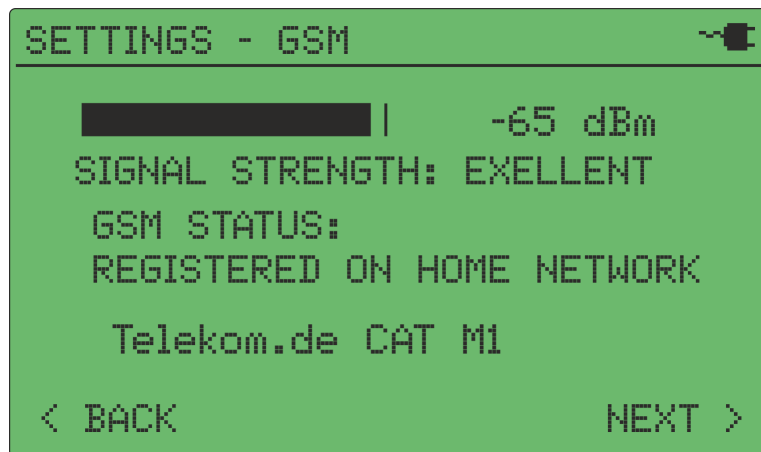 SETTINGS - GSM
-65 dBm
SIGNAL STRENGTH: EXELLENT
GSM STATUS:
REGISTERED ON HOME NETWORK
Telekom.de CAT M1
< BACK NEXT >